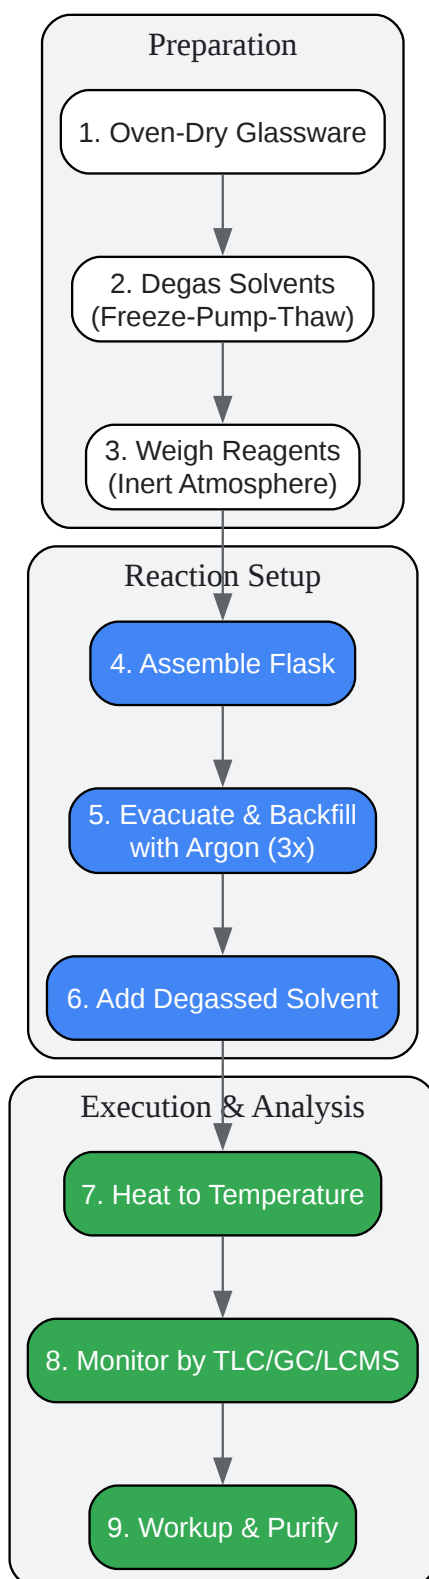 Preparation
1. Oven-Dry Glassware
2. Degas Solvents
(Freeze-Pump-Thaw)
3. Weigh Reagents
(Inert Atmosphere)
Reaction Setup
4. Assemble Flask
5. Evacuate & Backfill
with Argon (3x)
6. Add Degassed Solvent
Execution & Analysis
7. Heat to Temperature
8. Monitor by TLC/GC/LCMS
9. Workup & Purify